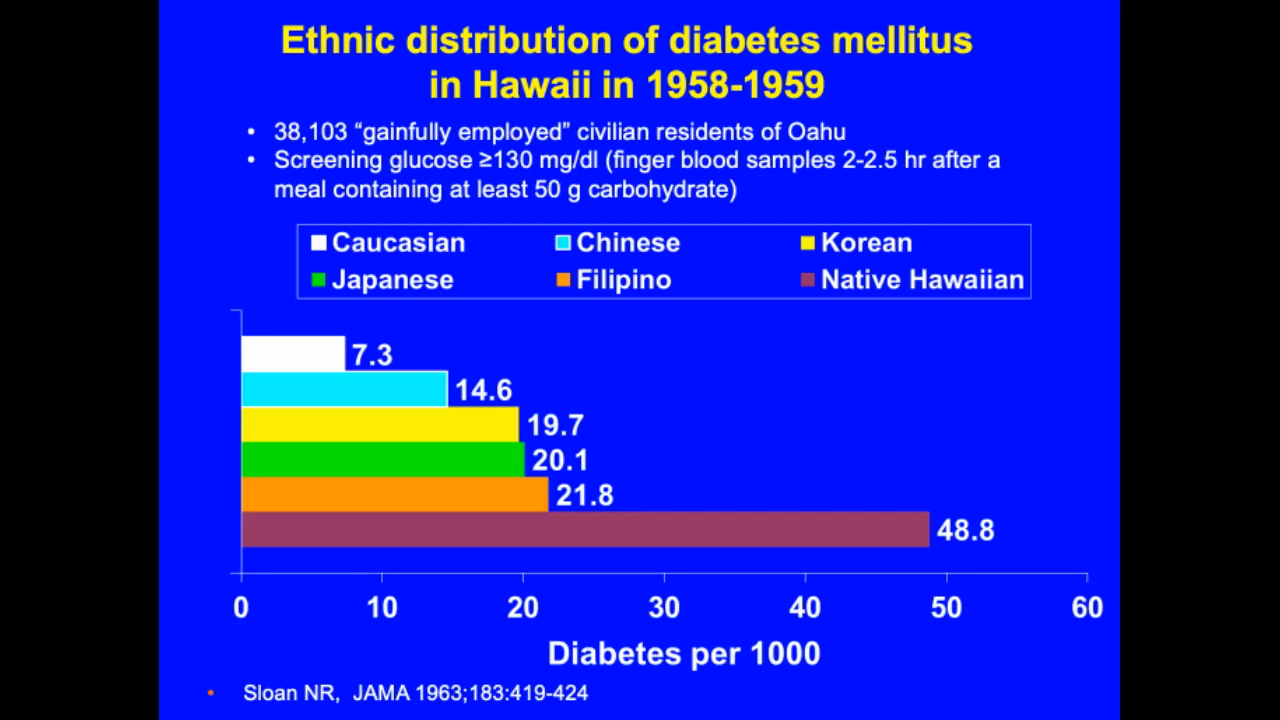 Ethnic distribution of diabetes mellitus
in Hawaii in 1958-1959
• 38,103 “gainfully employed” civilian residents of Oahu
• Screening glucose ≥130 mg/dl (finger blood samples 2-2.5 hr after a
meal containing at least 50 g carbohydrate)
Caucasian Chinese Korean
Japanese Filipino Native Hawaiian
7.3
14.6
19.7
20.1
21.8
48.8
0 10 20 30 40 50 60
Diabetes per 1000
• Sloan NR, JAMA 1963;183:419-424